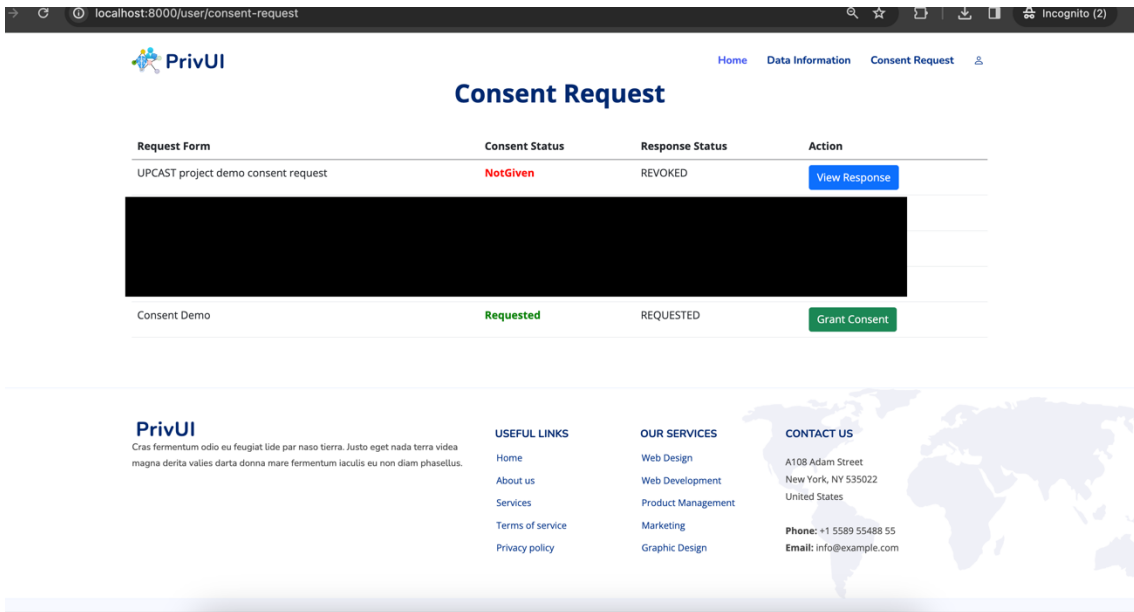 localhost:8000/user/consent-request
Incognito (2)
PrivUI
Home
Data Information
Consent Request
Consent Request
Request Form
Consent Status
Response Status
Action
UPCAST project demo consent request
NotGiven
REVOKED
View Response
Consent Demo
Requested
REQUESTED
Grant Consent
PrivUI
Cras fermentum odio eu feugiat lide par naso tierra. Justo eget nada terra videa
magna derita valies darta donna mare fermentum iaculis eu non diam phasellus.
USEFUL LINKS
Home
About us
Services
Terms of service
Privacy policy
OUR SERVICES
Web Design
Web Development
Product Management
Marketing
Graphic Design
CONTACT US
A108 Adam Street
New York, NY 535022
United States
Phone: +1 5589 55488 55
Email: info@example.com